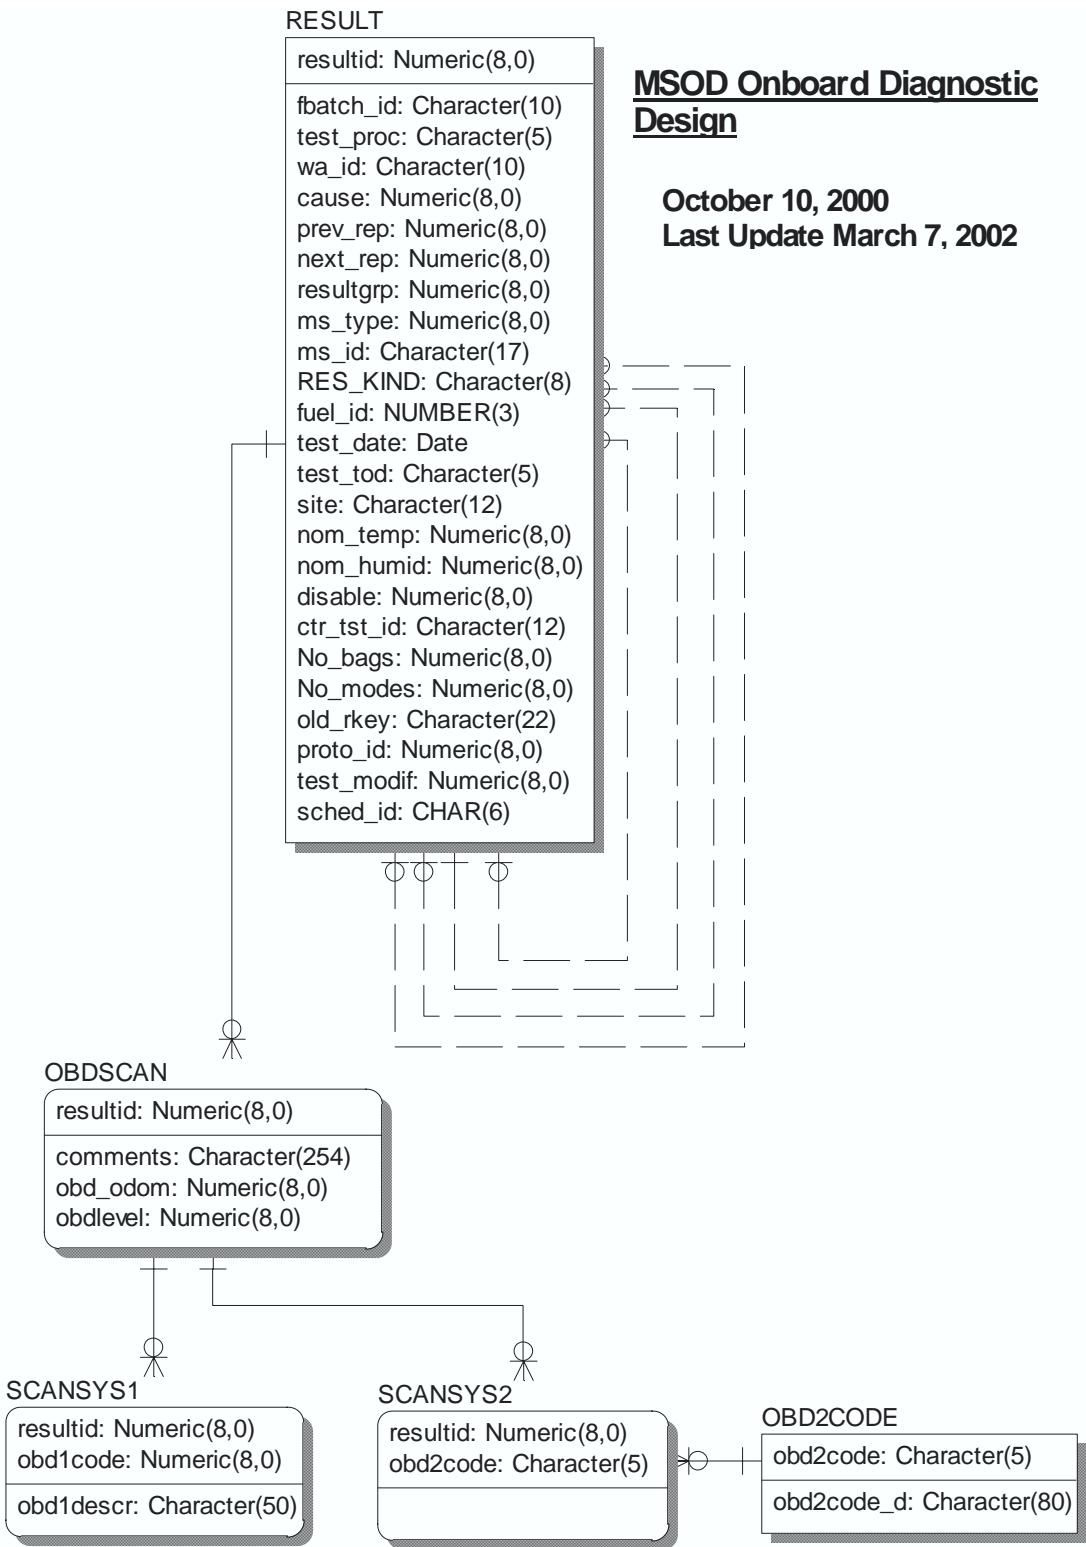 RESULT
resultid: Numeric(8,0)
MSOD Onboard Diagnostic
Design
October 10, 2000
Last Update March 7, 2002
fbatch_id: Character(10)
test_proc: Character(5)
wa_id: Character(10)
cause: Numeric(8,0)
prev_rep: Numeric(8,0)
next_rep: Numeric(8,0)
resultgrp: Numeric(8,0)
ms_type: Numeric(8,0)
ms_id: Character(17)
RES_KIND: Character(8)
fuel_id: NUMBER(3)
test_date: Date
test_tod: Character(5)
site: Character(12)
nom_temp: Numeric(8,0)
nom_humid: Numeric(8,0)
disable: Numeric(8,0)
ctr_tst_id: Character(12)
No_bags: Numeric(8,0)
No_modes: Numeric(8,0)
old_rkey: Character(22)
proto_id: Numeric(8,0)
test_modif: Numeric(8,0)
sched_id: CHAR(6)
OBDSCAN
resultid: Numeric(8,0)
comments: Character(254)
obd_odom: Numeric(8,0)
obdlevel: Numeric(8,0)
SCANSYS1
resultid: Numeric(8,0)
obd1code: Numeric(8,0)
obd1descr: Character(50)
SCANSYS2
resultid: Numeric(8,0)
obd2code: Character(5)
OBD2CODE
obd2code: Character(5)
obd2code_d: Character(80)